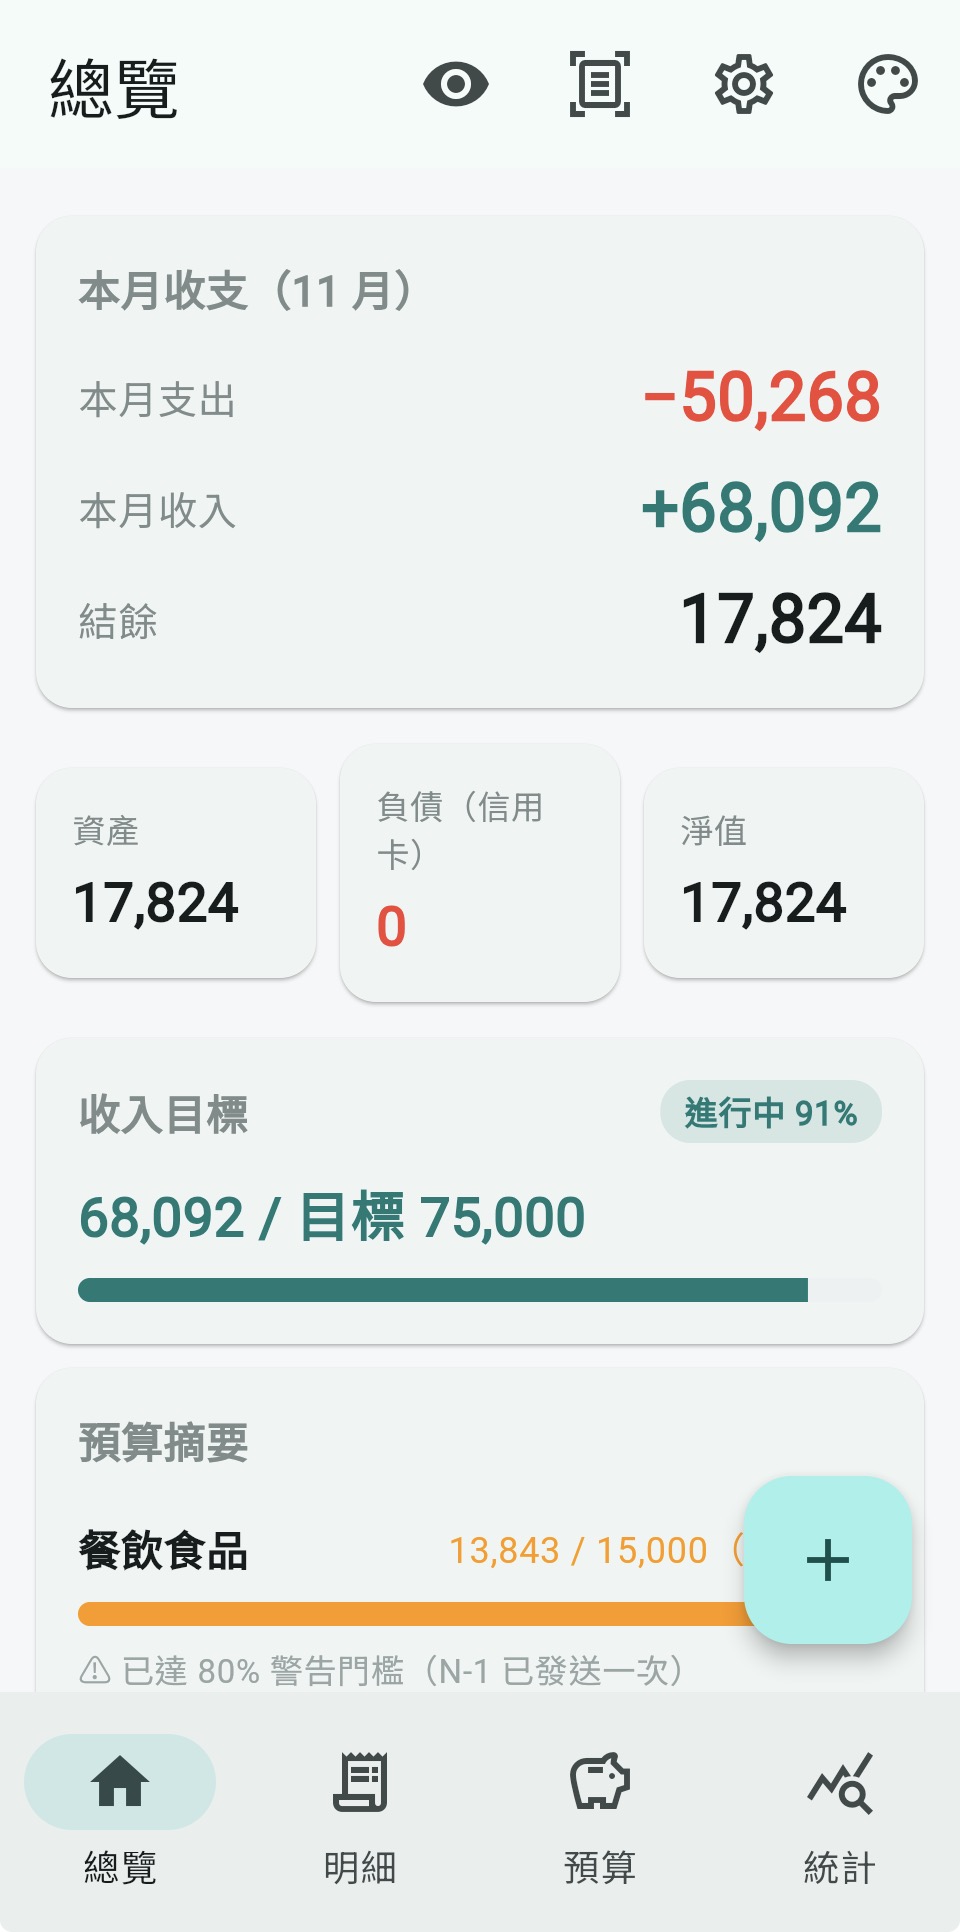 總覽
本月收支（11 月）
本月支出 −50,268
本月收入 +68,092
結餘 17,824
資產
17,824
負債（信用
卡）
0
淨值
17,824
收入目標 進行中 91%
68,092 / 目標 75,000
預算摘要
餐飲食品 13,843 / 15,000（
已達 80% 警告門檻（N-1 已發送一次）
總覽 明細 預算 統計